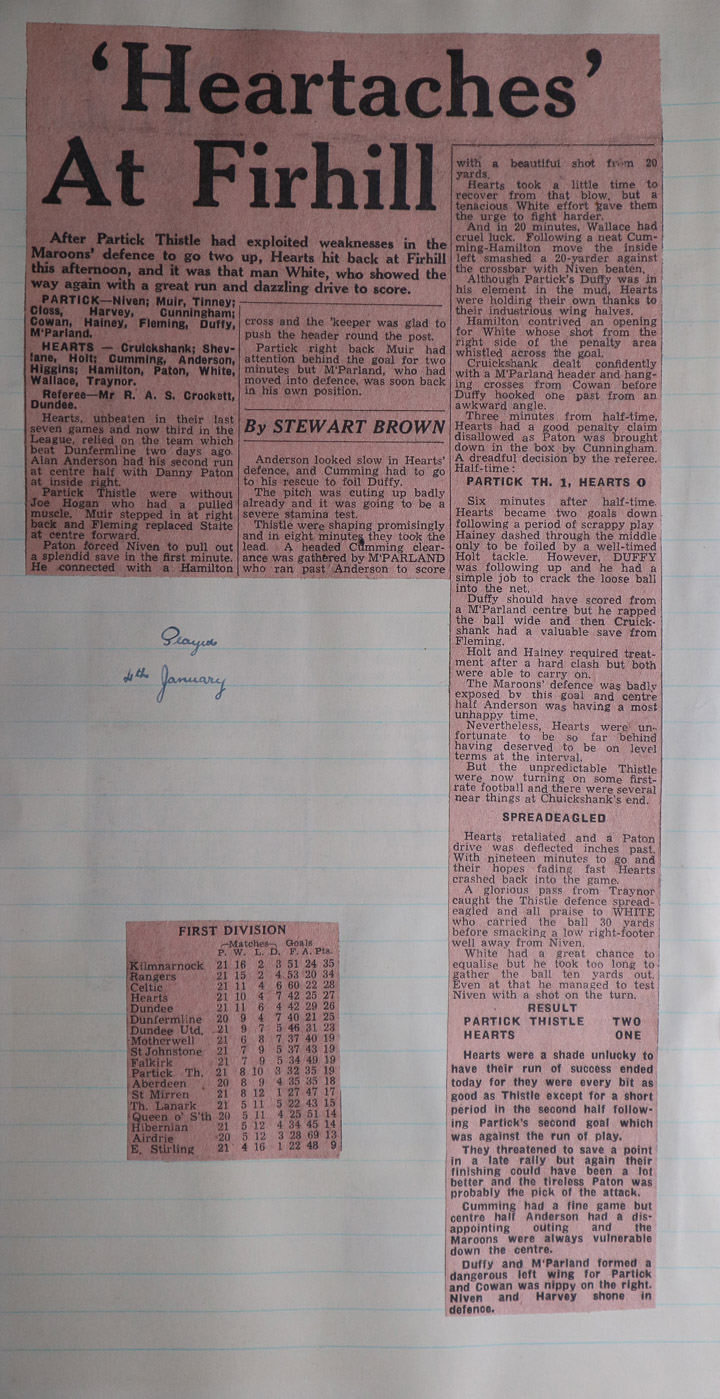 ‘Heartaches’
At Firhill
After Partick Thistle had exploited weaknesses in the
Maroons' defence to go two up, Hearts hit back at Firhill
this afternoon, and it was that man White, who showed the
way again with a great run and dazzling drive to score.
PARTICK—Niven; Muir, Tinney;
Closs, Harvey, Cunningham;
Cowan, Hainey, Fleming, Duffy,
M'Parland.
HEARTS — Cruickshank; Shev-
lane, Holt; Cumming, Anderson,
Higgins; Hamilton, Paton, White,
Wallace, Traynor.
Referee—Mr R. A. S. Crockett,
Dundee.
Hearts, unbeaten in their last
seven games and now third in the
League, relied on the team which
beat Dunfermline two days ago.
Alan Anderson had his second run
at centre half with Danny Paton
at inside right.
Partick Thistle were without
Joe Hogan who had a pulled
muscle. Muir stepped in at right
back and Fleming replaced Staite
at centre forward.
Paton forced Niven to pull out
a splendid save in the first minute.
He connected with a Hamilton
cross and the 'keeper was glad to
push the header round the post.
Partick right back Muir had
attention behind the goal for two
minutes but M'Parland, who had
moved into defence, was soon back
in his own position.
By STEWART BROWN
Anderson looked slow in Hearts'
defence, and Cumming had to go
to his rescue to foil Duffy.
The pitch was cuting up badly
already and it was going to be a
severe stamina test.
Thistle were shaping promisingly
and in eight minutes they took the
lead. A headed Cumming clear-
ance was gathered by M'PARLAND
who ran past Anderson to score
with a beautiful shot from 20
yards.
Hearts took a little time to
recover from that blow, but a
tenacious White effort gave them
the urge to fight harder.
And in 20 minutes, Wallace had
cruel luck. Following a neat Cum-
ming-Hamilton move the inside
left smashed a 20-yarder against
the crossbar with Niven beaten.
Although Partick's Duffy was in
his element in the mud, Hearts
were holding their own thanks to
their industrious wing halves.
Hamilton contrived an opening
for White whose shot from the
right side of the penalty area
whistled across the goal.
Cruickshank dealt confidently
with a M'Parland header and hang-
ing crosses from Cowan before
Duffy hooked one past from an
awkward angle.
Three minutes from half-time,
Hearts had a good penalty claim
disallowed as Paton was brought
down in the box by Cunningham.
A dreadful decision by the referee.
Half-time:
PARTICK TH. 1, HEARTS 0
Six minutes after half-time.
Hearts became two goals down
following a period of scrappy play
Hainey dashed through the middle
only to be foiled by a well-timed
Holt tackle. However, DUFFY
was following up and he had a
simple job to crack the loose ball
into the net.
Duffy should have scored from
a M'Parland centre but he rapped
the ball wide and then Cruick-
shank had a valuable save from
Fleming.
Holt and Hainey required treat-
ment after a hard clash but both
were able to carry on.
The Maroons' defence was badly
exposed by this goal and centre
half Anderson was having a most
unhappy time.
Nevertheless, Hearts were un-
fortunate to be so far behind
having deserved to be on level
terms at the interval.
But the unpredictable Thistle
were now turning on some first-
rate football and there were several
near things at Chuickshank's end.
SPREADEAGLED
Hearts retaliated and a Paton
drive was deflected inches past.
With nineteen minutes to go and
their hopes fading fast Hearts
crashed back into the game.
A glorious pass from Traynor
caught the Thistle defence spread-
eagled and all praise to WHITE
who carried the ball 30 yards
before smacking a low right-footer
well away from Niven.
White had a great chance to
equalise but he took too long to
gather the ball ten yards out.
Even at that he managed to test
Niven with a shot on the turn.
RESULT
PARTICK THISTLE TWO
HEARTS ONE
Hearts were a shade unlucky to
have their run of success ended
today for they were every bit as
good as Thistle except for a short
period in the second half follow-
ing Partick's second goal which
was against the run of play.
They threatened to save a point
in a late rally but again their
finishing could have been a lot
better and the tireless Paton was
probably the pick of the attack.
Cumming had a fine game but
centre half Anderson had a dis-
appointing outing and the
Maroons were always vulnerable
down the centre.
Duffy and M'Parland formed a
dangerous left wing for Partick
and Cowan was nippy on the right.
Niven and Harvey shone in
defence.
Played
4th January
FIRST DIVISION
Matches Goals
P. W. L. D. F. A. Pts.
Kilmarnock 21 16 2 3 51 24 35
Rangers 21 15 2 4 53 20 34
Celtic 21 11 4 6 60 22 28
Hearts 21 10 4 7 42 25 27
Dundee 21 11 6 4 42 29 26
Dunfermline 20 9 4 7 40 21 25
Dundee Utd. 21 9 7 5 46 31 23
Motherwell 21 6 8 7 37 40 19
St Johnstone 21 7 9 5 37 43 19
Falkirk 21 7 9 5 34 49 19
Partick Th. 21 8 10 3 32 35 19
Aberdeen 20 8 9 4 35 35 18
St Mirren 21 8 12 1 27 47 17
Th. Lanark 21 5 11 5 22 43 15
Queen o' S'th 20 5 11 4 25 51 14
Hibernian 21 5 12 4 34 45 14
Airdrie 20 5 12 3 28 69 13
E. Stirling 21 4 16 1 22 48 9